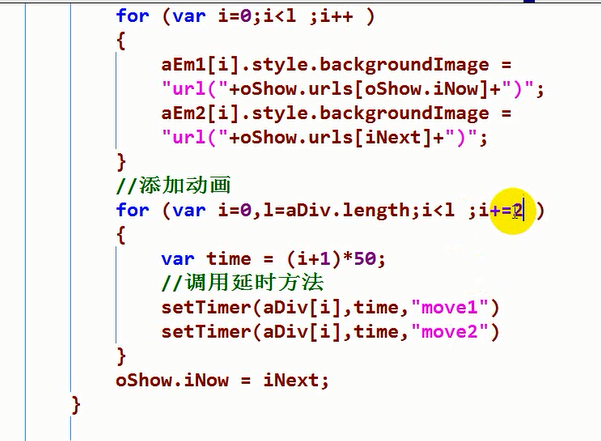 for (var i=0;i<l ;i++ )
{
aEm1[i].style.backgroundImage =
"url("+oShow.urls[oShow.iNow]+")";
aEm2[i].style.backgroundImage =
"url("+oShow.urls[iNext]+")";
}
//添加动画
for (var i=0,l=aDiv.length;i<l ;i+=2 )
{
var time = (i+1)*50;
//调用延时方法
setTimer(aDiv[i],time,"move1")
setTimer(aDiv[i],time,"move2")
}
oShow.iNow = iNext;
}